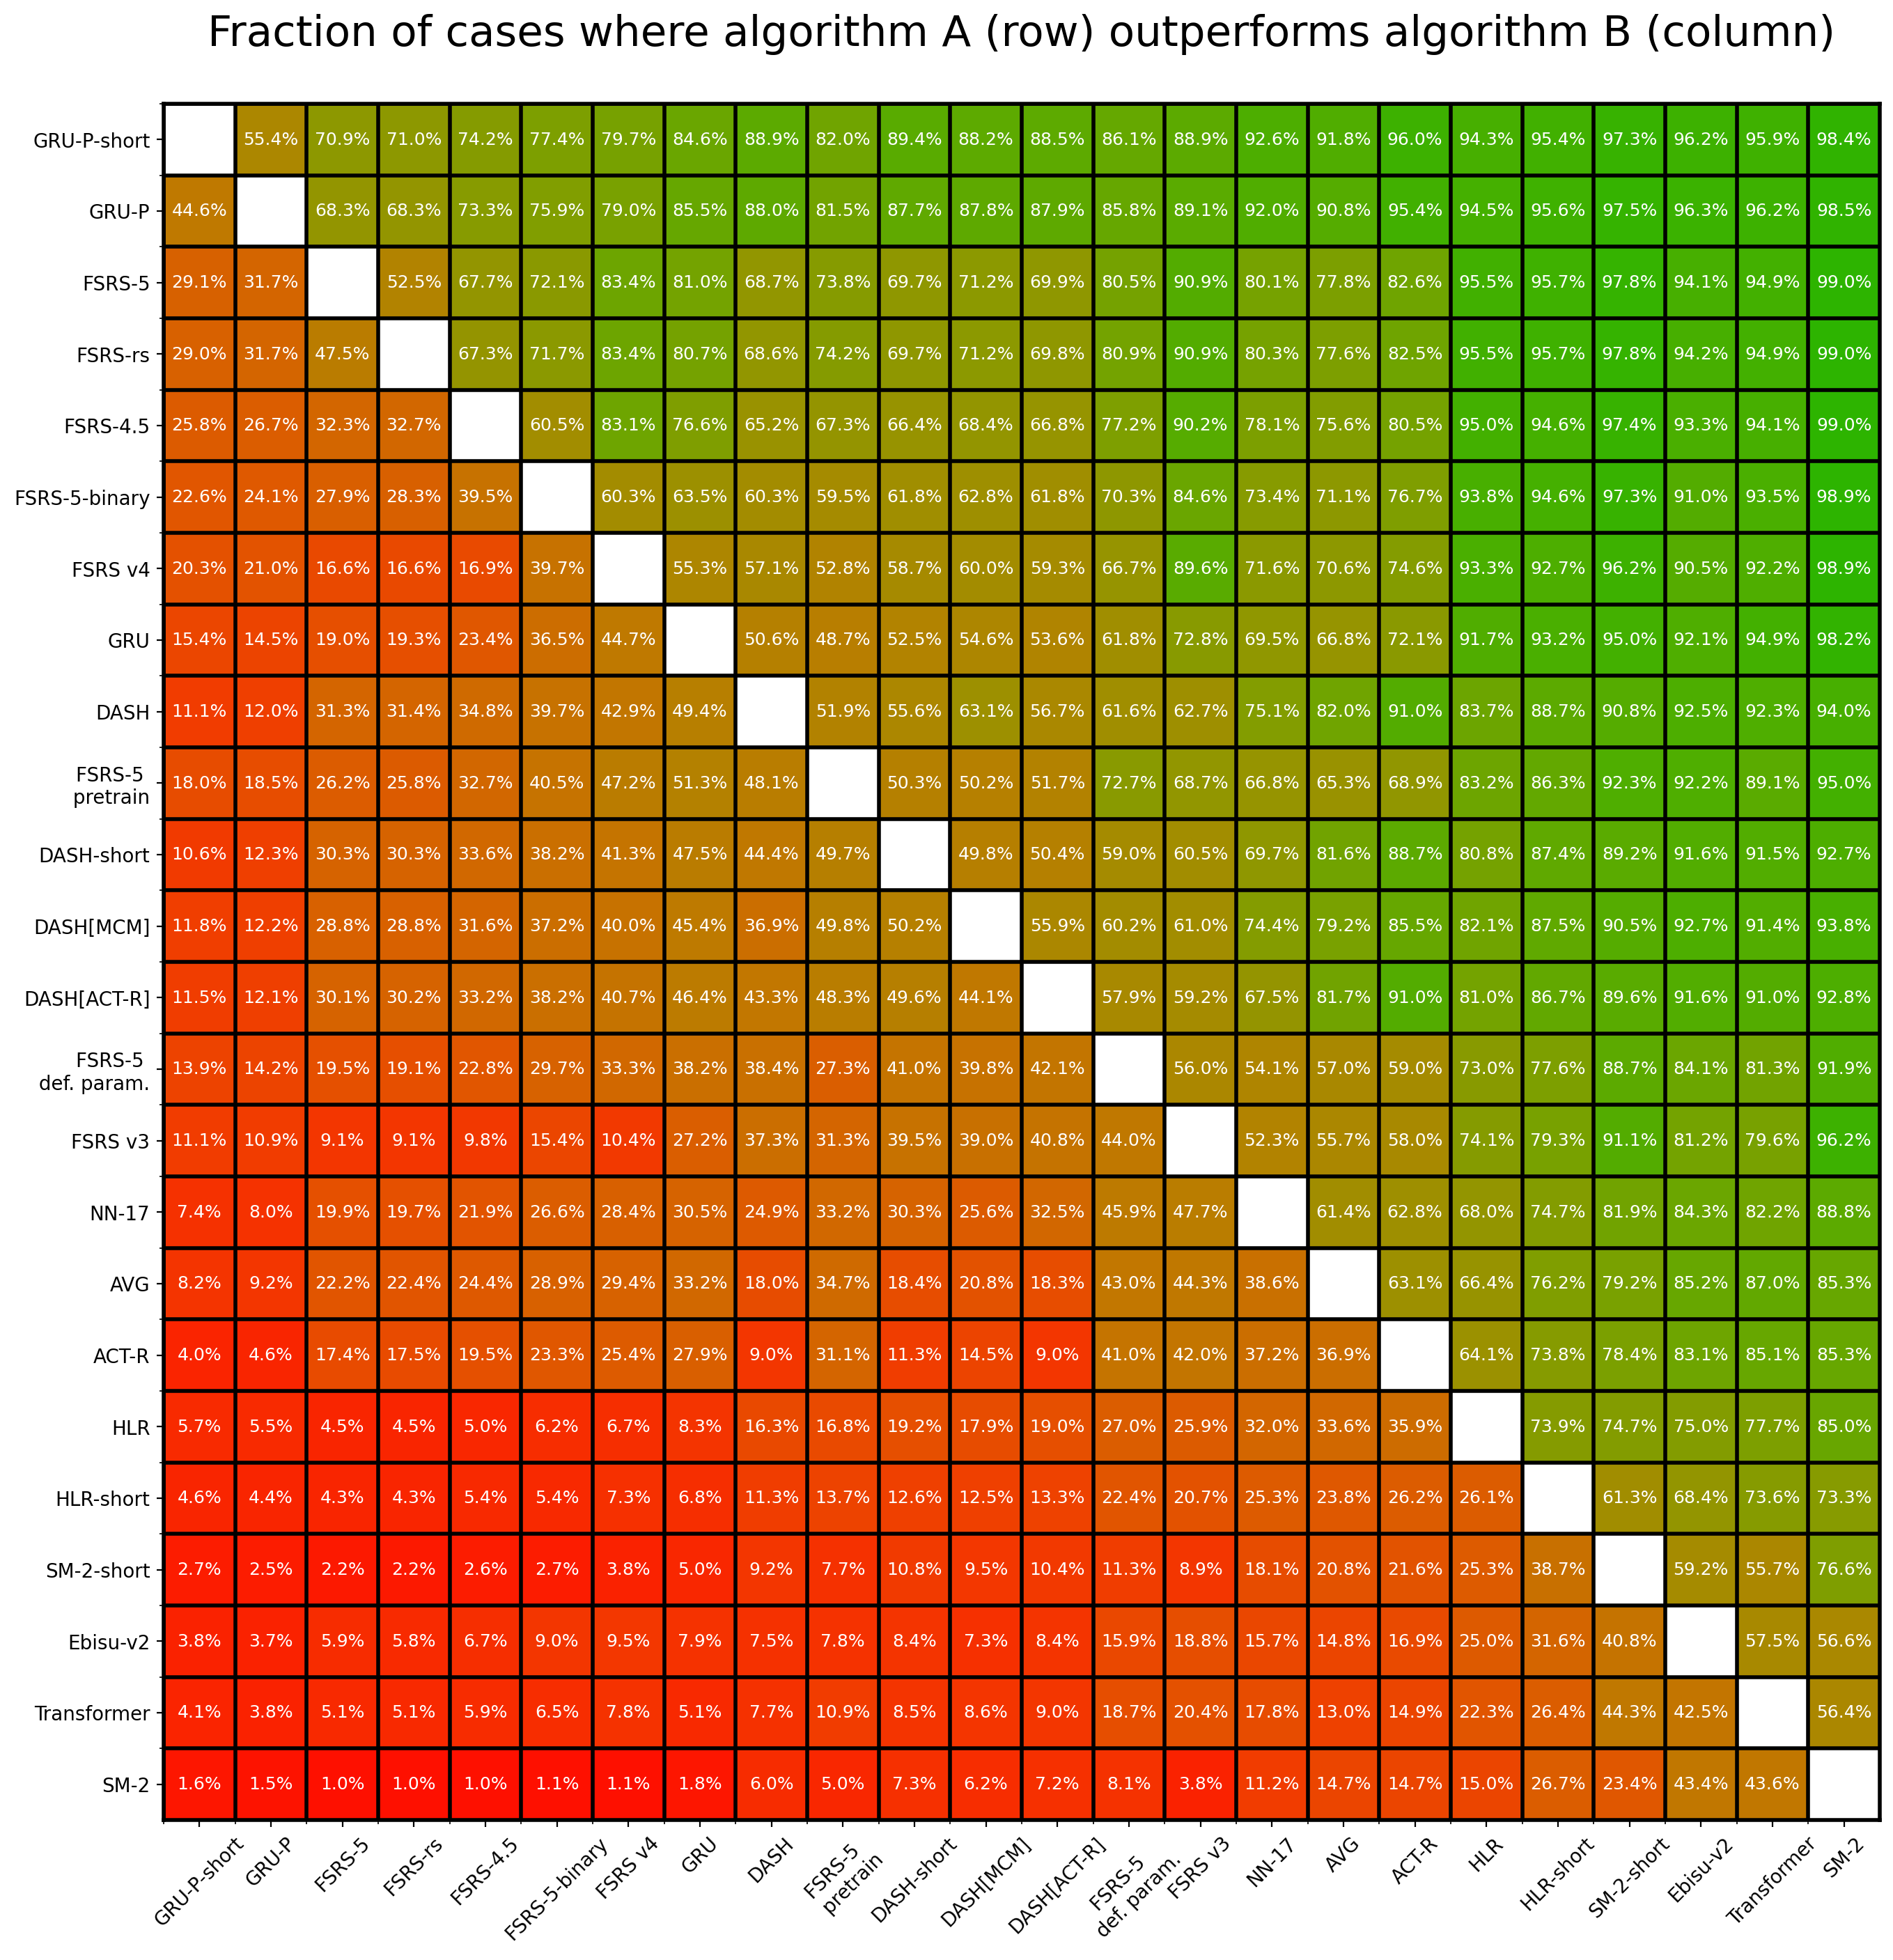 Fraction of cases where algorithm A (row) outperforms algorithm B (column)
GRU-P-short 55.4% 70.9% 71.0% 74.2% 77.4% 79.7% 84.6% 88.9% 82.0% 89.4% 88.2% 88.5% 86.1% 88.9% 92.6% 91.8% 96.0% 94.3% 95.4% 97.3% 96.2% 95.9% 98.4%
GRU-P 44.6% 68.3% 68.3% 73.3% 75.9% 79.0% 85.5% 88.0% 81.5% 87.7% 87.8% 87.9% 85.8% 89.1% 92.0% 90.8% 95.4% 94.5% 95.6% 97.5% 96.3% 96.2% 98.5%
FSRS-5 29.1% 31.7% 52.5% 67.7% 72.1% 83.4% 81.0% 68.7% 73.8% 69.7% 71.2% 69.9% 80.5% 90.9% 80.1% 77.8% 82.6% 95.5% 95.7% 97.8% 94.1% 94.9% 99.0%
FSRS-rs 29.0% 31.7% 47.5% 67.3% 71.7% 83.4% 80.7% 68.6% 74.2% 69.7% 71.2% 69.8% 80.9% 90.9% 80.3% 77.6% 82.5% 95.5% 95.7% 97.8% 94.2% 94.9% 99.0%
FSRS-4.5 25.8% 26.7% 32.3% 32.7% 60.5% 83.1% 76.6% 65.2% 67.3% 66.4% 68.4% 66.8% 77.2% 90.2% 78.1% 75.6% 80.5% 95.0% 94.6% 97.4% 93.3% 94.1% 99.0%
FSRS-5-binary 22.6% 24.1% 27.9% 28.3% 39.5% 60.3% 63.5% 60.3% 59.5% 61.8% 62.8% 61.8% 70.3% 84.6% 73.4% 71.1% 76.7% 93.8% 94.6% 97.3% 91.0% 93.5% 98.9%
FSRS v4 20.3% 21.0% 16.6% 16.6% 16.9% 39.7% 55.3% 57.1% 52.8% 58.7% 60.0% 59.3% 66.7% 89.6% 71.6% 70.6% 74.6% 93.3% 92.7% 96.2% 90.5% 92.2% 98.9%
GRU 15.4% 14.5% 19.0% 19.3% 23.4% 36.5% 44.7% 50.6% 48.7% 52.5% 54.6% 53.6% 61.8% 72.8% 69.5% 66.8% 72.1% 91.7% 93.2% 95.0% 92.1% 94.9% 98.2%
DASH 11.1% 12.0% 31.3% 31.4% 34.8% 39.7% 42.9% 49.4% 51.9% 55.6% 63.1% 56.7% 61.6% 62.7% 75.1% 82.0% 91.0% 83.7% 88.7% 90.8% 92.5% 92.3% 94.0%
FSRS-5
pretrain 18.0% 18.5% 26.2% 25.8% 32.7% 40.5% 47.2% 51.3% 48.1% 50.3% 50.2% 51.7% 72.7% 68.7% 66.8% 65.3% 68.9% 83.2% 86.3% 92.3% 92.2% 89.1% 95.0%
DASH-short 10.6% 12.3% 30.3% 30.3% 33.6% 38.2% 41.3% 47.5% 44.4% 49.7% 49.8% 50.4% 59.0% 60.5% 69.7% 81.6% 88.7% 80.8% 87.4% 89.2% 91.6% 91.5% 92.7%
DASH[MCM] 11.8% 12.2% 28.8% 28.8% 31.6% 37.2% 40.0% 45.4% 36.9% 49.8% 50.2% 55.9% 60.2% 61.0% 74.4% 79.2% 85.5% 82.1% 87.5% 90.5% 92.7% 91.4% 93.8%
DASH[ACT-R] 11.5% 12.1% 30.1% 30.2% 33.2% 38.2% 40.7% 46.4% 43.3% 48.3% 49.6% 44.1% 57.9% 59.2% 67.5% 81.7% 91.0% 81.0% 86.7% 89.6% 91.6% 91.0% 92.8%
FSRS-5
def. param. 13.9% 14.2% 19.5% 19.1% 22.8% 29.7% 33.3% 38.2% 38.4% 27.3% 41.0% 39.8% 42.1% 56.0% 54.1% 57.0% 59.0% 73.0% 77.6% 88.7% 84.1% 81.3% 91.9%
FSRS v3 11.1% 10.9% 9.1% 9.1% 9.8% 15.4% 10.4% 27.2% 37.3% 31.3% 39.5% 39.0% 40.8% 44.0% 52.3% 55.7% 58.0% 74.1% 79.3% 91.1% 81.2% 79.6% 96.2%
NN-17 7.4% 8.0% 19.9% 19.7% 21.9% 26.6% 28.4% 30.5% 24.9% 33.2% 30.3% 25.6% 32.5% 45.9% 47.7% 61.4% 62.8% 68.0% 74.7% 81.9% 84.3% 82.2% 88.8%
AVG 8.2% 9.2% 22.2% 22.4% 24.4% 28.9% 29.4% 33.2% 18.0% 34.7% 18.4% 20.8% 18.3% 43.0% 44.3% 38.6% 63.1% 66.4% 76.2% 79.2% 85.2% 87.0% 85.3%
ACT-R 4.0% 4.6% 17.4% 17.5% 19.5% 23.3% 25.4% 27.9% 9.0% 31.1% 11.3% 14.5% 9.0% 41.0% 42.0% 37.2% 36.9% 64.1% 73.8% 78.4% 83.1% 85.1% 85.3%
HLR 5.7% 5.5% 4.5% 4.5% 5.0% 6.2% 6.7% 8.3% 16.3% 16.8% 19.2% 17.9% 19.0% 27.0% 25.9% 32.0% 33.6% 35.9% 73.9% 74.7% 75.0% 77.7% 85.0%
HLR-short 4.6% 4.4% 4.3% 4.3% 5.4% 5.4% 7.3% 6.8% 11.3% 13.7% 12.6% 12.5% 13.3% 22.4% 20.7% 25.3% 23.8% 26.2% 26.1% 61.3% 68.4% 73.6% 73.3%
SM-2-short 2.7% 2.5% 2.2% 2.2% 2.6% 2.7% 3.8% 5.0% 9.2% 7.7% 10.8% 9.5% 10.4% 11.3% 8.9% 18.1% 20.8% 21.6% 25.3% 38.7% 59.2% 55.7% 76.6%
Ebisu-v2 3.8% 3.7% 5.9% 5.8% 6.7% 9.0% 9.5% 7.9% 7.5% 7.8% 8.4% 7.3% 8.4% 15.9% 18.8% 15.7% 14.8% 16.9% 25.0% 31.6% 40.8% 57.5% 56.6%
Transformer 4.1% 3.8% 5.1% 5.1% 5.9% 6.5% 7.8% 5.1% 7.7% 10.9% 8.5% 8.6% 9.0% 18.7% 20.4% 17.8% 13.0% 14.9% 22.3% 26.4% 44.3% 42.5% 56.4%
SM-2 1.6% 1.5% 1.0% 1.0% 1.0% 1.1% 1.1% 1.8% 6.0% 5.0% 7.3% 6.2% 7.2% 8.1% 3.8% 11.2% 14.7% 14.7% 15.0% 26.7% 23.4% 43.4% 43.6%
GRU-P-short
GRU-P
FSRS-5
FSRS-rs
FSRS-4.5
FSRS-5-binary
FSRS v4
GRU
DASH
FSRS-5
pretrain
DASH-short
DASH[MCM]
DASH[ACT-R]
FSRS-5
def. param.
FSRS v3
NN-17
AVG
ACT-R
HLR
HLR-short
SM-2-short
Ebisu-v2
Transformer
SM-2